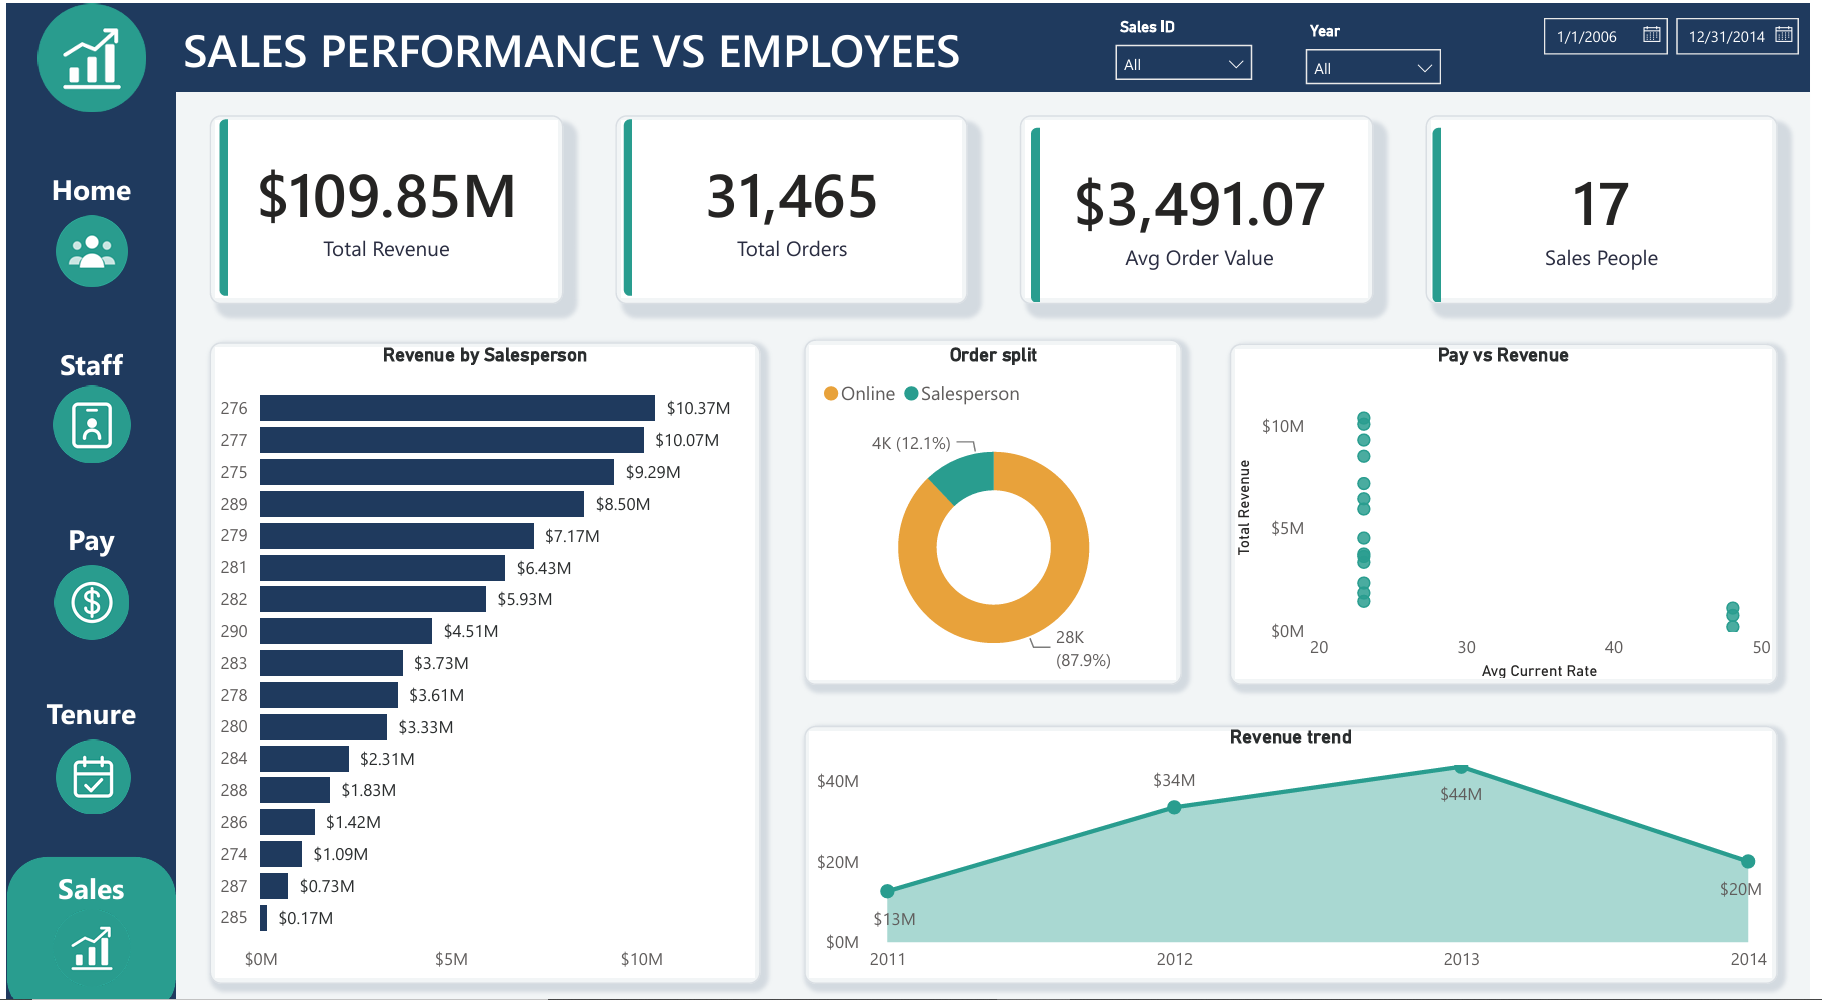 SALES PERFORMANCE VS EMPLOYEES
Sales ID
All
Year
All
1/1/2006
12/31/2014
Home
Staff
Pay
Tenure
Sales
$109.85M
Total Revenue
31,465
Total Orders
$3,491.07
Avg Order Value
17
Sales People
Revenue by Salesperson
276 $10.37M
277 $10.07M
275 $9.29M
289 $8.50M
279 $7.17M
281 $6.43M
282 $5.93M
290 $4.51M
283 $3.73M
278 $3.61M
280 $3.33M
284 $2.31M
288 $1.83M
286 $1.42M
274 $1.09M
287 $0.73M
285 $0.17M
$0M $5M $10M
Order split
Online Salesperson
4K (12.1%)
28K
(87.9%)
Pay vs Revenue
Total Revenue
$10M
$5M
$0M
20 30 40 50
Avg Current Rate
Revenue trend
$40M
$20M
$0M
$13M
$34M
$44M
$20M
2011 2012 2013 2014